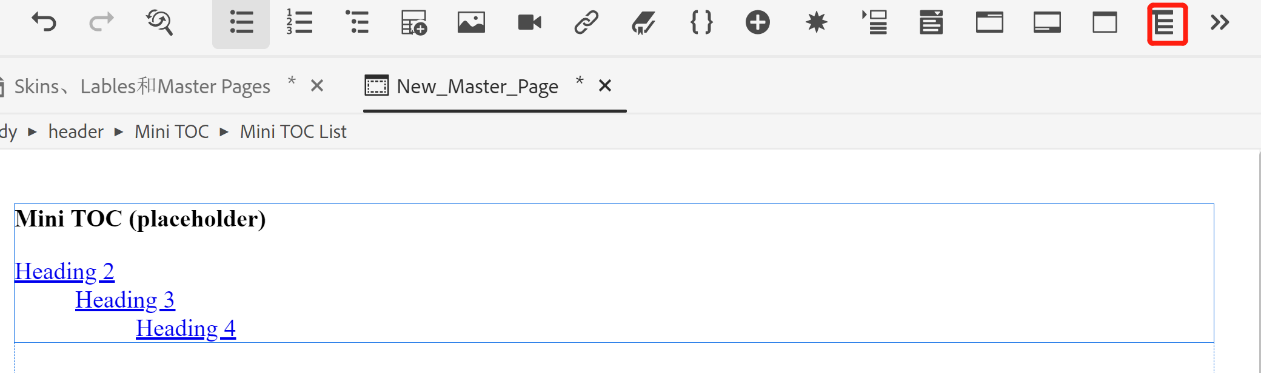 Skins、Lables和Master Pages * New_Master_Page *
dy ▸ header ▸ Mini TOC ▸ Mini TOC List
Mini TOC (placeholder)
Heading 2
Heading 3
Heading 4